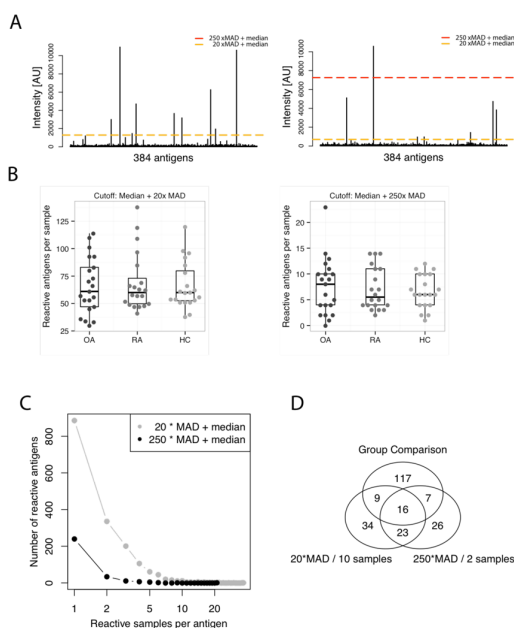 A
250 xMAD + median
20 xMAD + median
Intensity [AU]
0 2000 4000 6000 8000 10000
384 antigens
250 xMAD + median
20 xMAD + median
Intensity [AU]
0 2000 4000 6000 8000 10000
384 antigens
B
Cutoff: Median + 20x MAD
Reactive antigens per sample
125
100
75
50
25
OA RA HC
Cutoff: Median + 250x MAD
Reactive antigens per sample
20
15
10
5
0
OA RA HC
C
20 * MAD + median
250 * MAD + median
Number of reactive antigens
0 200 400 600 800
1 2 5 10 20
Reactive samples per antigen
D
Group Comparison
117
9 7
16
34 23 26
20*MAD / 10 samples 250*MAD / 2 samples